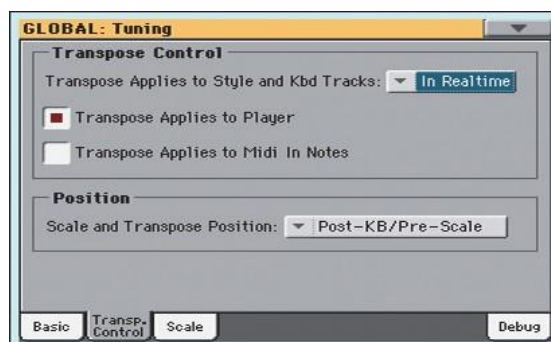 GLOBAL: Tuning
Transpose Control
Transpose Applies to Style and Kbd Tracks: In Realtime
Transpose Applies to Player
Transpose Applies to Midi In Notes
Position
Scale and Transpose Position: Post-KB/Pre-Scale
Basic Transp. Control Scale Debug